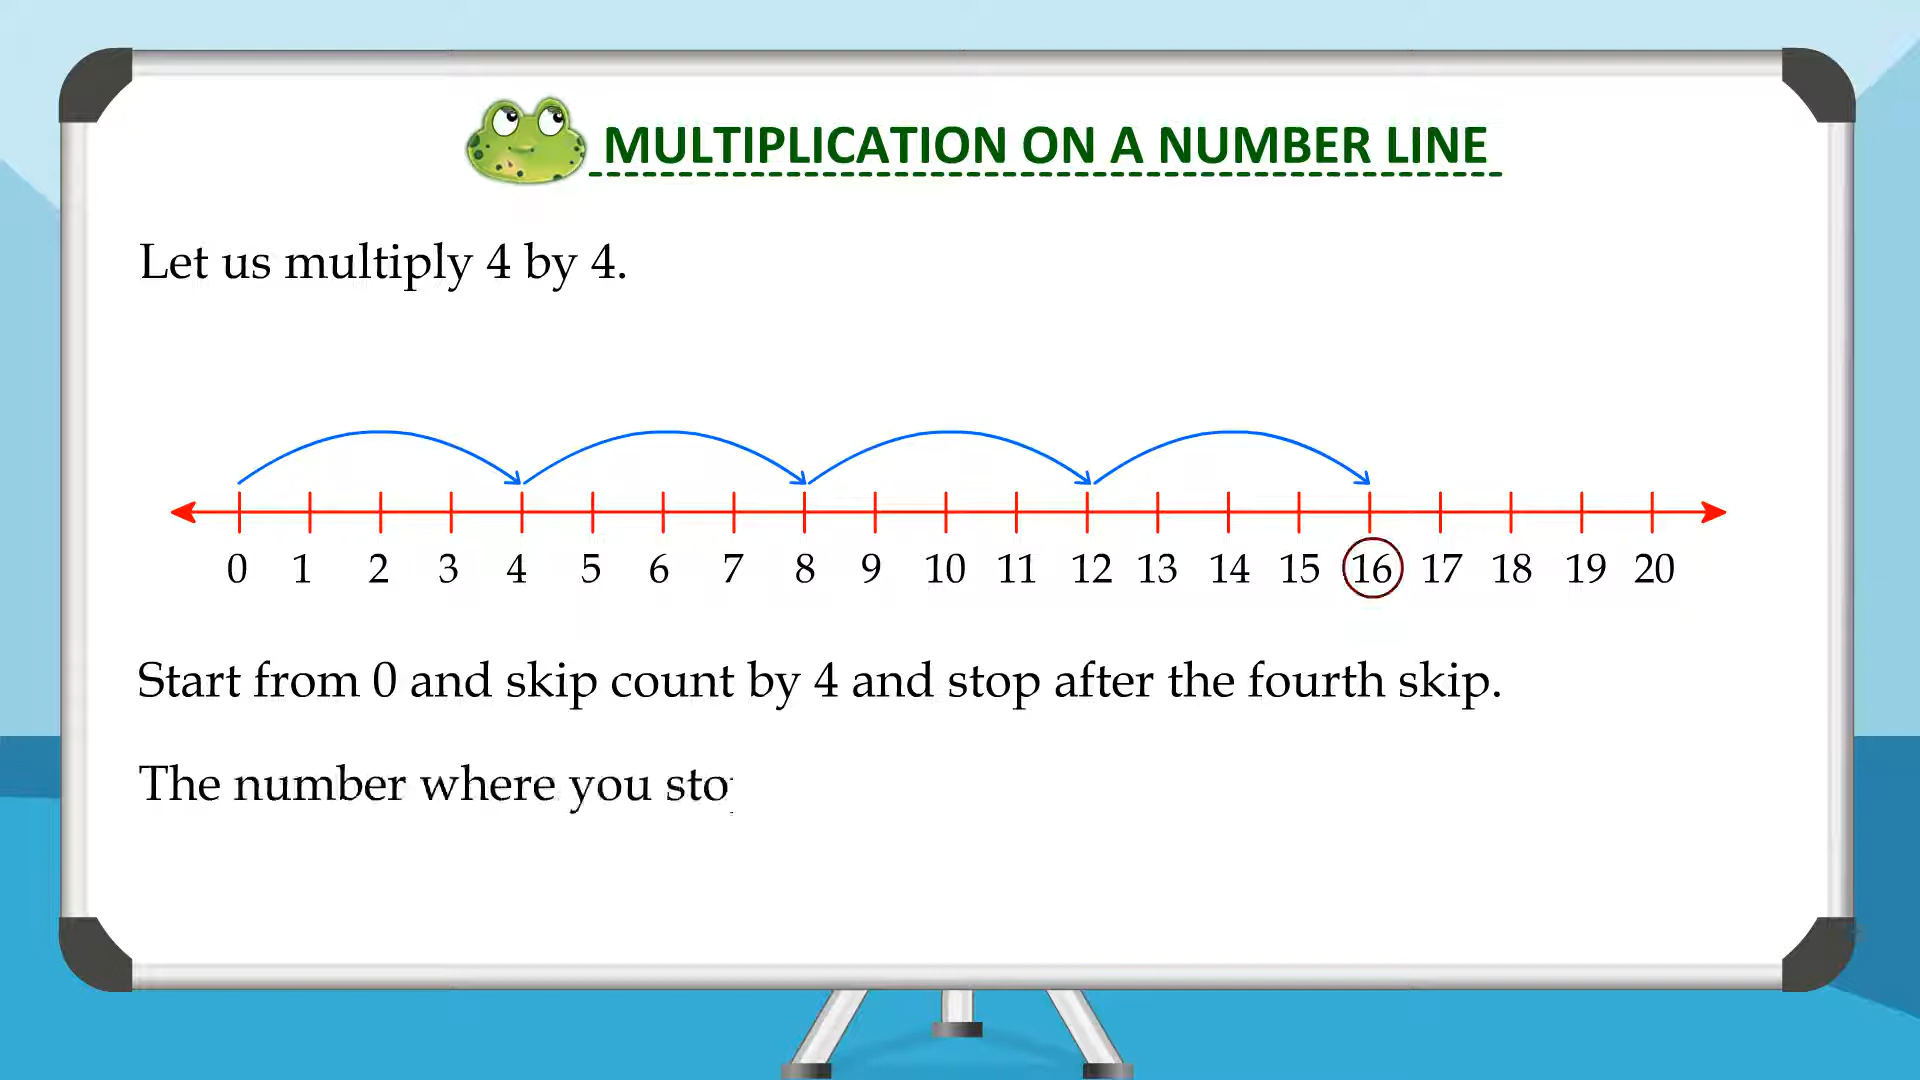 MULTIPLICATION ON A NUMBER LINE
Let us multiply 4 by 4.
0 1 2 3 4 5 6 7 8 9 10 11 12 13 14 15 16 17 18 19 20
Start from 0 and skip count by 4 and stop after the fourth skip.
The number where you